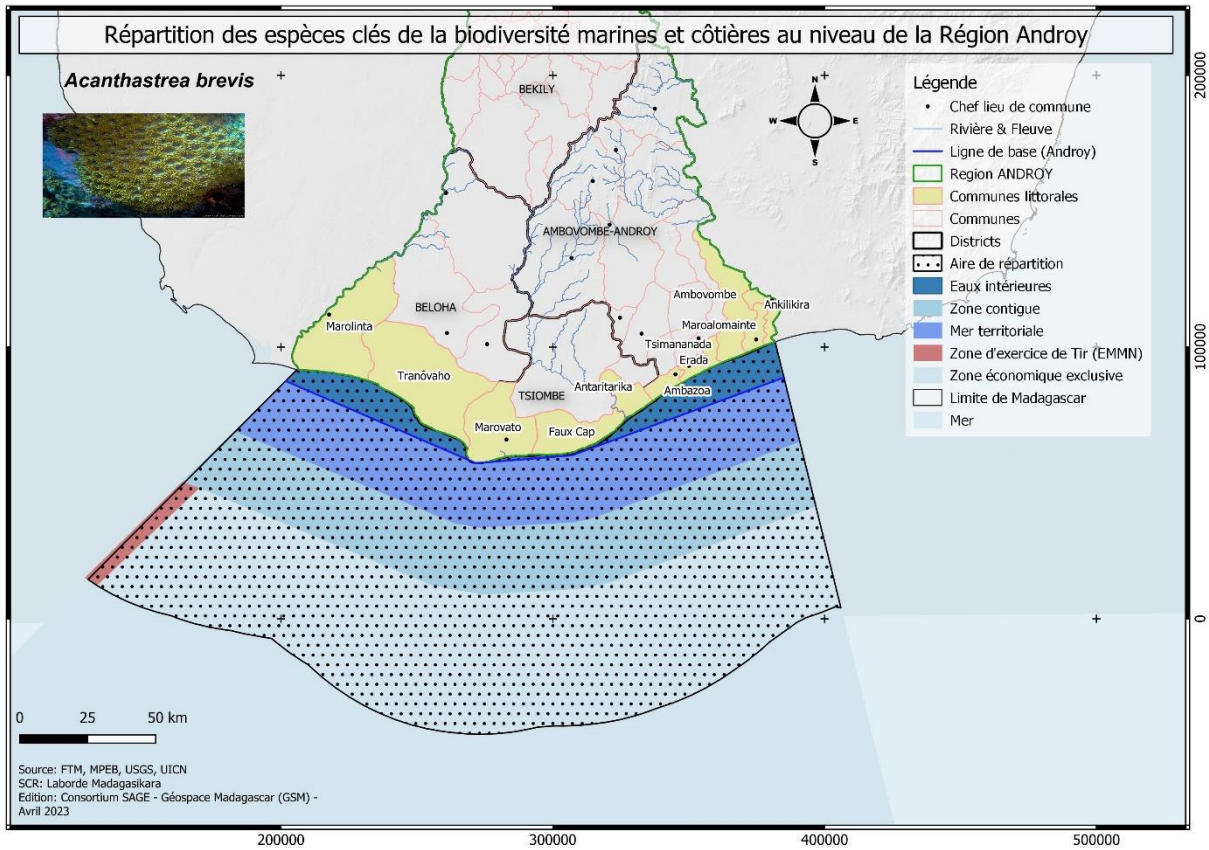 Répartition des espèces clés de la biodiversité marines et côtières au niveau de la Région Androy
Acanthastrea brevis
N
W
E
S
Légende
Chef lieu de commune
Rivière & Fleuve
Ligne de base (Androy)
Region ANDROY
Communes littorales
Communes
Districts
Aire de répartition
Eaux intérieures
Zone contigue
Mer territoriale
Zone d'exercice de Tir (EMMN)
Zone économique exclusive
Limite de Madagascar
Mer
BEKILY
AMBOVOMBE-ANDROY
BELOHA
TSIOMBE
Marolinta
Tranôvaho
Marovato
Faux Cap
Antaritarika
Ambazoa
Erada
Tsimananada
Maroalomainte
Ambovombe
Ankilikira
200000
100000
0
0 25 50 km
Source: FTM, MPEB, USGS, UICN
SCR: Laborde Madagasikara
Edition: Consortium SAGE - Géospace Madagascar (GSM) -
Avril 2023
200000 300000 400000 500000